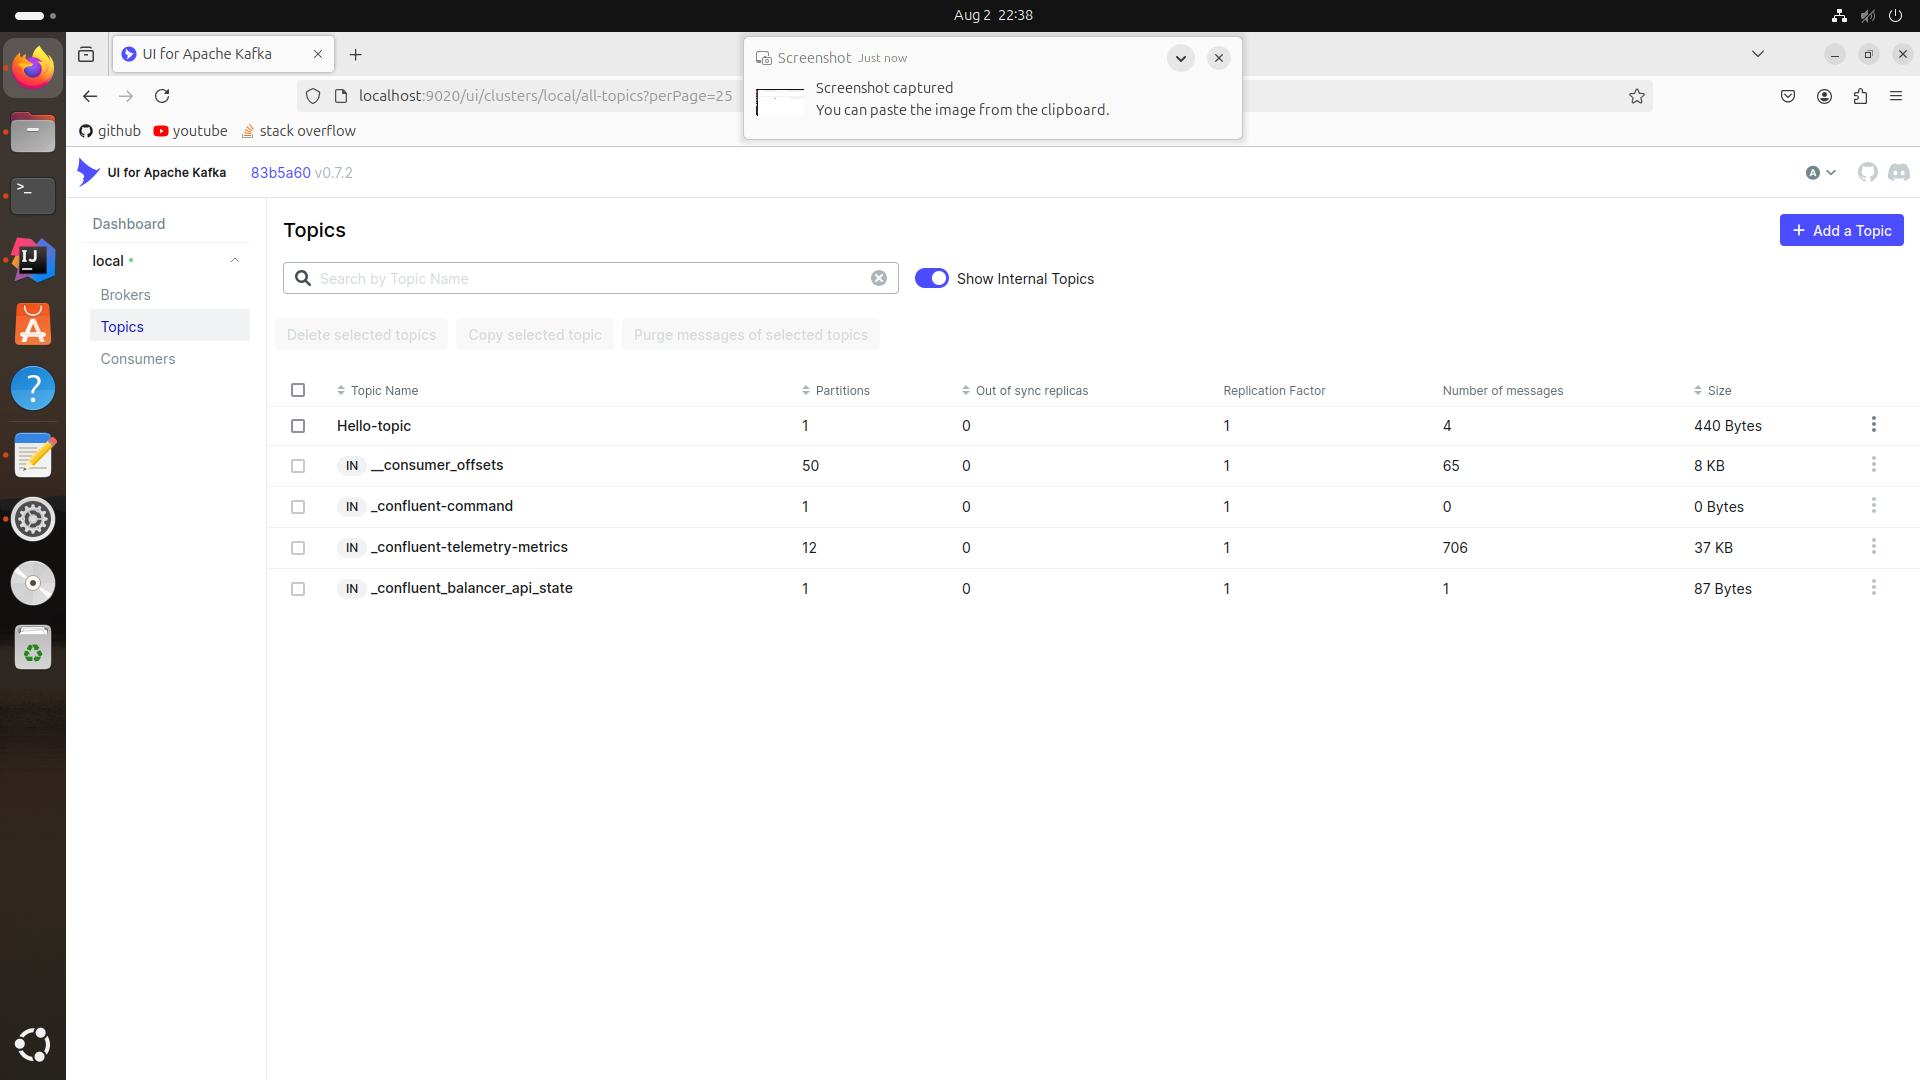 Aug 2 22:38
UI for Apache Kafka
Screenshot Just now
Screenshot captured
You can paste the image from the clipboard.
localhost:9020/ui/clusters/local/all-topics?perPage=25
github youtube stack overflow
UI for Apache Kafka 83b5a60 v0.7.2
A
Dashboard
local
Brokers
Topics
Consumers
Topics
Add a Topic
Search by Topic Name
Show Internal Topics
Delete selected topics Copy selected topic Purge messages of selected topics
Topic Name Partitions Out of sync replicas Replication Factor Number of messages Size
Hello-topic 1 0 1 4 440 Bytes
IN __consumer_offsets 50 0 1 65 8 KB
IN _confluent-command 1 0 1 0 0 Bytes
IN _confluent-telemetry-metrics 12 0 1 706 37 KB
IN _confluent_balancer_api_state 1 0 1 1 87 Bytes
>_
IJ
A
?